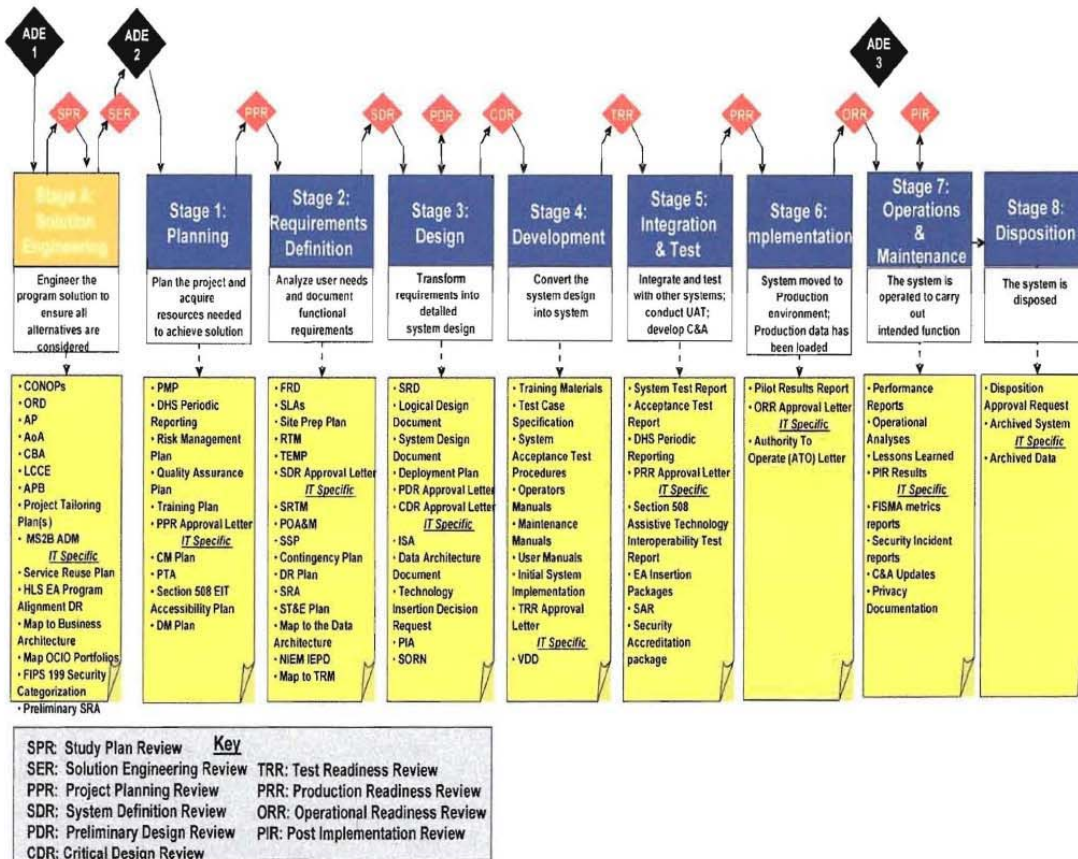 ADE
1
ADE
2
ADE
3
SPR
SER
PPR
SDR
PDR
CDR
TRR
PRR
ORR
PIR
Stage A:
Solution
Engineering
Engineer the
program solution to
ensure all
alternatives are
considered
• CONOPs
• ORD
• AP
• AoA
• CBA
• LCCE
• APB
• Project Tailoring
Plan(s)
• MS2B ADM
IT Specific
• Service Reuse Plan
• HLS EA Program
Alignment DR
• Map to Business
Architecture
• Map OCIO Portfolios
• FIPS 199 Security
Categorization
• Preliminary SRA
Stage 1:
Planning
Plan the project and
acquire
resources needed
to achieve solution
• PMP
• DHS Periodic
Reporting
• Risk Management
Plan
• Quality Assurance
Plan
• Training Plan
• PPR Approval Letter
IT Specific
• CM Plan
• PTA
• Section 508 EIT
Accessibility Plan
• DM Plan
Stage 2:
Requirements
Definition
Analyze user needs
and document
functional
requirements
• FRD
• SLAs
• Site Prep Plan
• RTM
• TEMP
• SDR Approval Letter
IT Specific
• SRTM
• POA&M
• SSP
• Contingency Plan
• DR Plan
• SRA
• ST&E Plan
• Map to the Data
Architecture
• NIEM IEPD
• Map to TRM
Stage 3:
Design
Transform
requirements into
detailed
system design
• SRD
• Logical Design
Document
• System Design
Document
• Deployment Plan
• PDR Approval Letter
• CDR Approval Letter
IT Specific
• ISA
• Data Architecture
Document
• Technology
Insertion Decision
Request
• PIA
• SORN
Stage 4:
Development
Convert the
system design
into system
• Training Materials
• Test Case
Specification
• System
Acceptance Test
Procedures
• Operators
Manuals
• Maintenance
Manuals
• User Manuals
• Initial System
Implementation
• TRR Approval
Letter
IT Specific
• VDD
Stage 5:
Integration
& Test
Integrate and test
with other systems;
conduct UAT;
develop C&A
• System Test Report
• Acceptance Test
Report
• DHS Periodic
Reporting
• PRR Approval Letter
IT Specific
• Section 508
Assistive Technology
Interoperability Test
Report
• EA Insertion
Packages
• SAR
• Security
Accreditation
package
Stage 6:
mplementation
System moved to
Production
environment;
Production data has
been loaded
• Pilot Results Report
• ORR Approval Letter
IT Specific
• Authority To
Operate (ATO) Letter
Stage 7:
Operations
&
Maintenance
The system is
operated to carry
out
intended function
• Performance
Reports
• Operational
Analyses
• Lessons Learned
• PIR Results
IT Specific
• FISMA metrics
reports
• Security Incident
reports
• C&A Updates
• Privacy
Documentation
Stage 8:
Disposition
The system is
disposed
• Disposition
Approval Request
• Archived System
IT Specific
• Archived Data
Key
SPR: Study Plan Review
SER: Solution Engineering Review
PPR: Project Planning Review
SDR: System Definition Review
PDR: Preliminary Design Review
CDR: Critical Design Review
TRR: Test Readiness Review
PRR: Production Readiness Review
ORR: Operational Readiness Review
PIR: Post Implementation Review